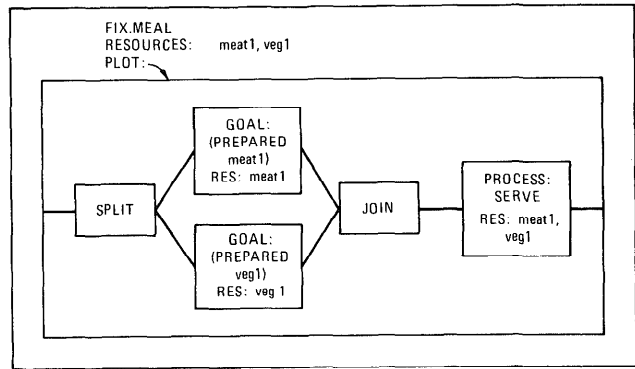 FIX.MEAL
RESOURCES: meat1, veg1
PLOT:
GOAL:
(PREPARED
meat1)
RES: meat1
SPLIT
GOAL:
(PREPARED
veg1)
RES: veg 1
JOIN
PROCESS:
SERVE
RES: meat1,
veg1